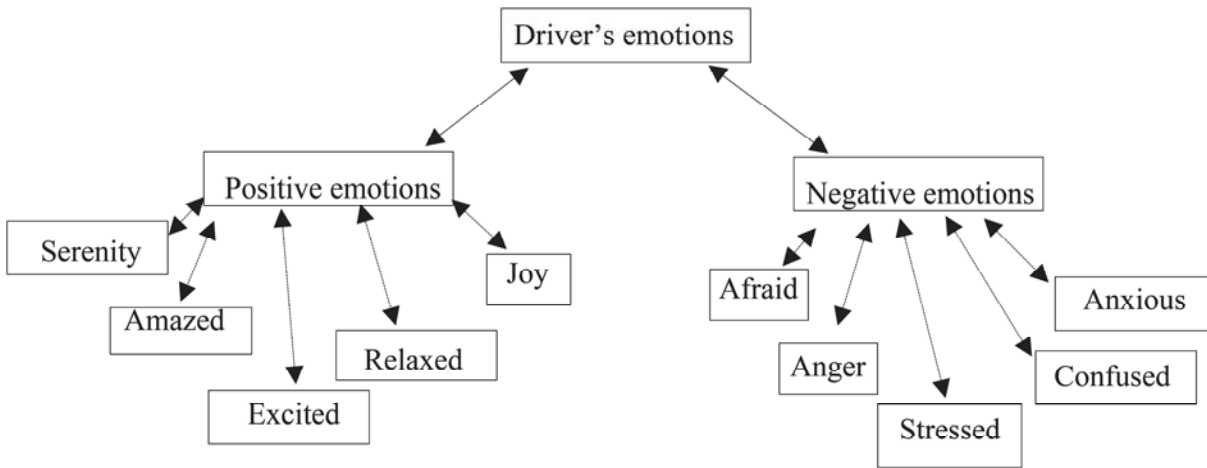 Driver’s emotions
Positive emotions
Negative emotions
Serenity
Amazed
Excited
Relaxed
Joy
Afraid
Anger
Stressed
Confused
Anxious